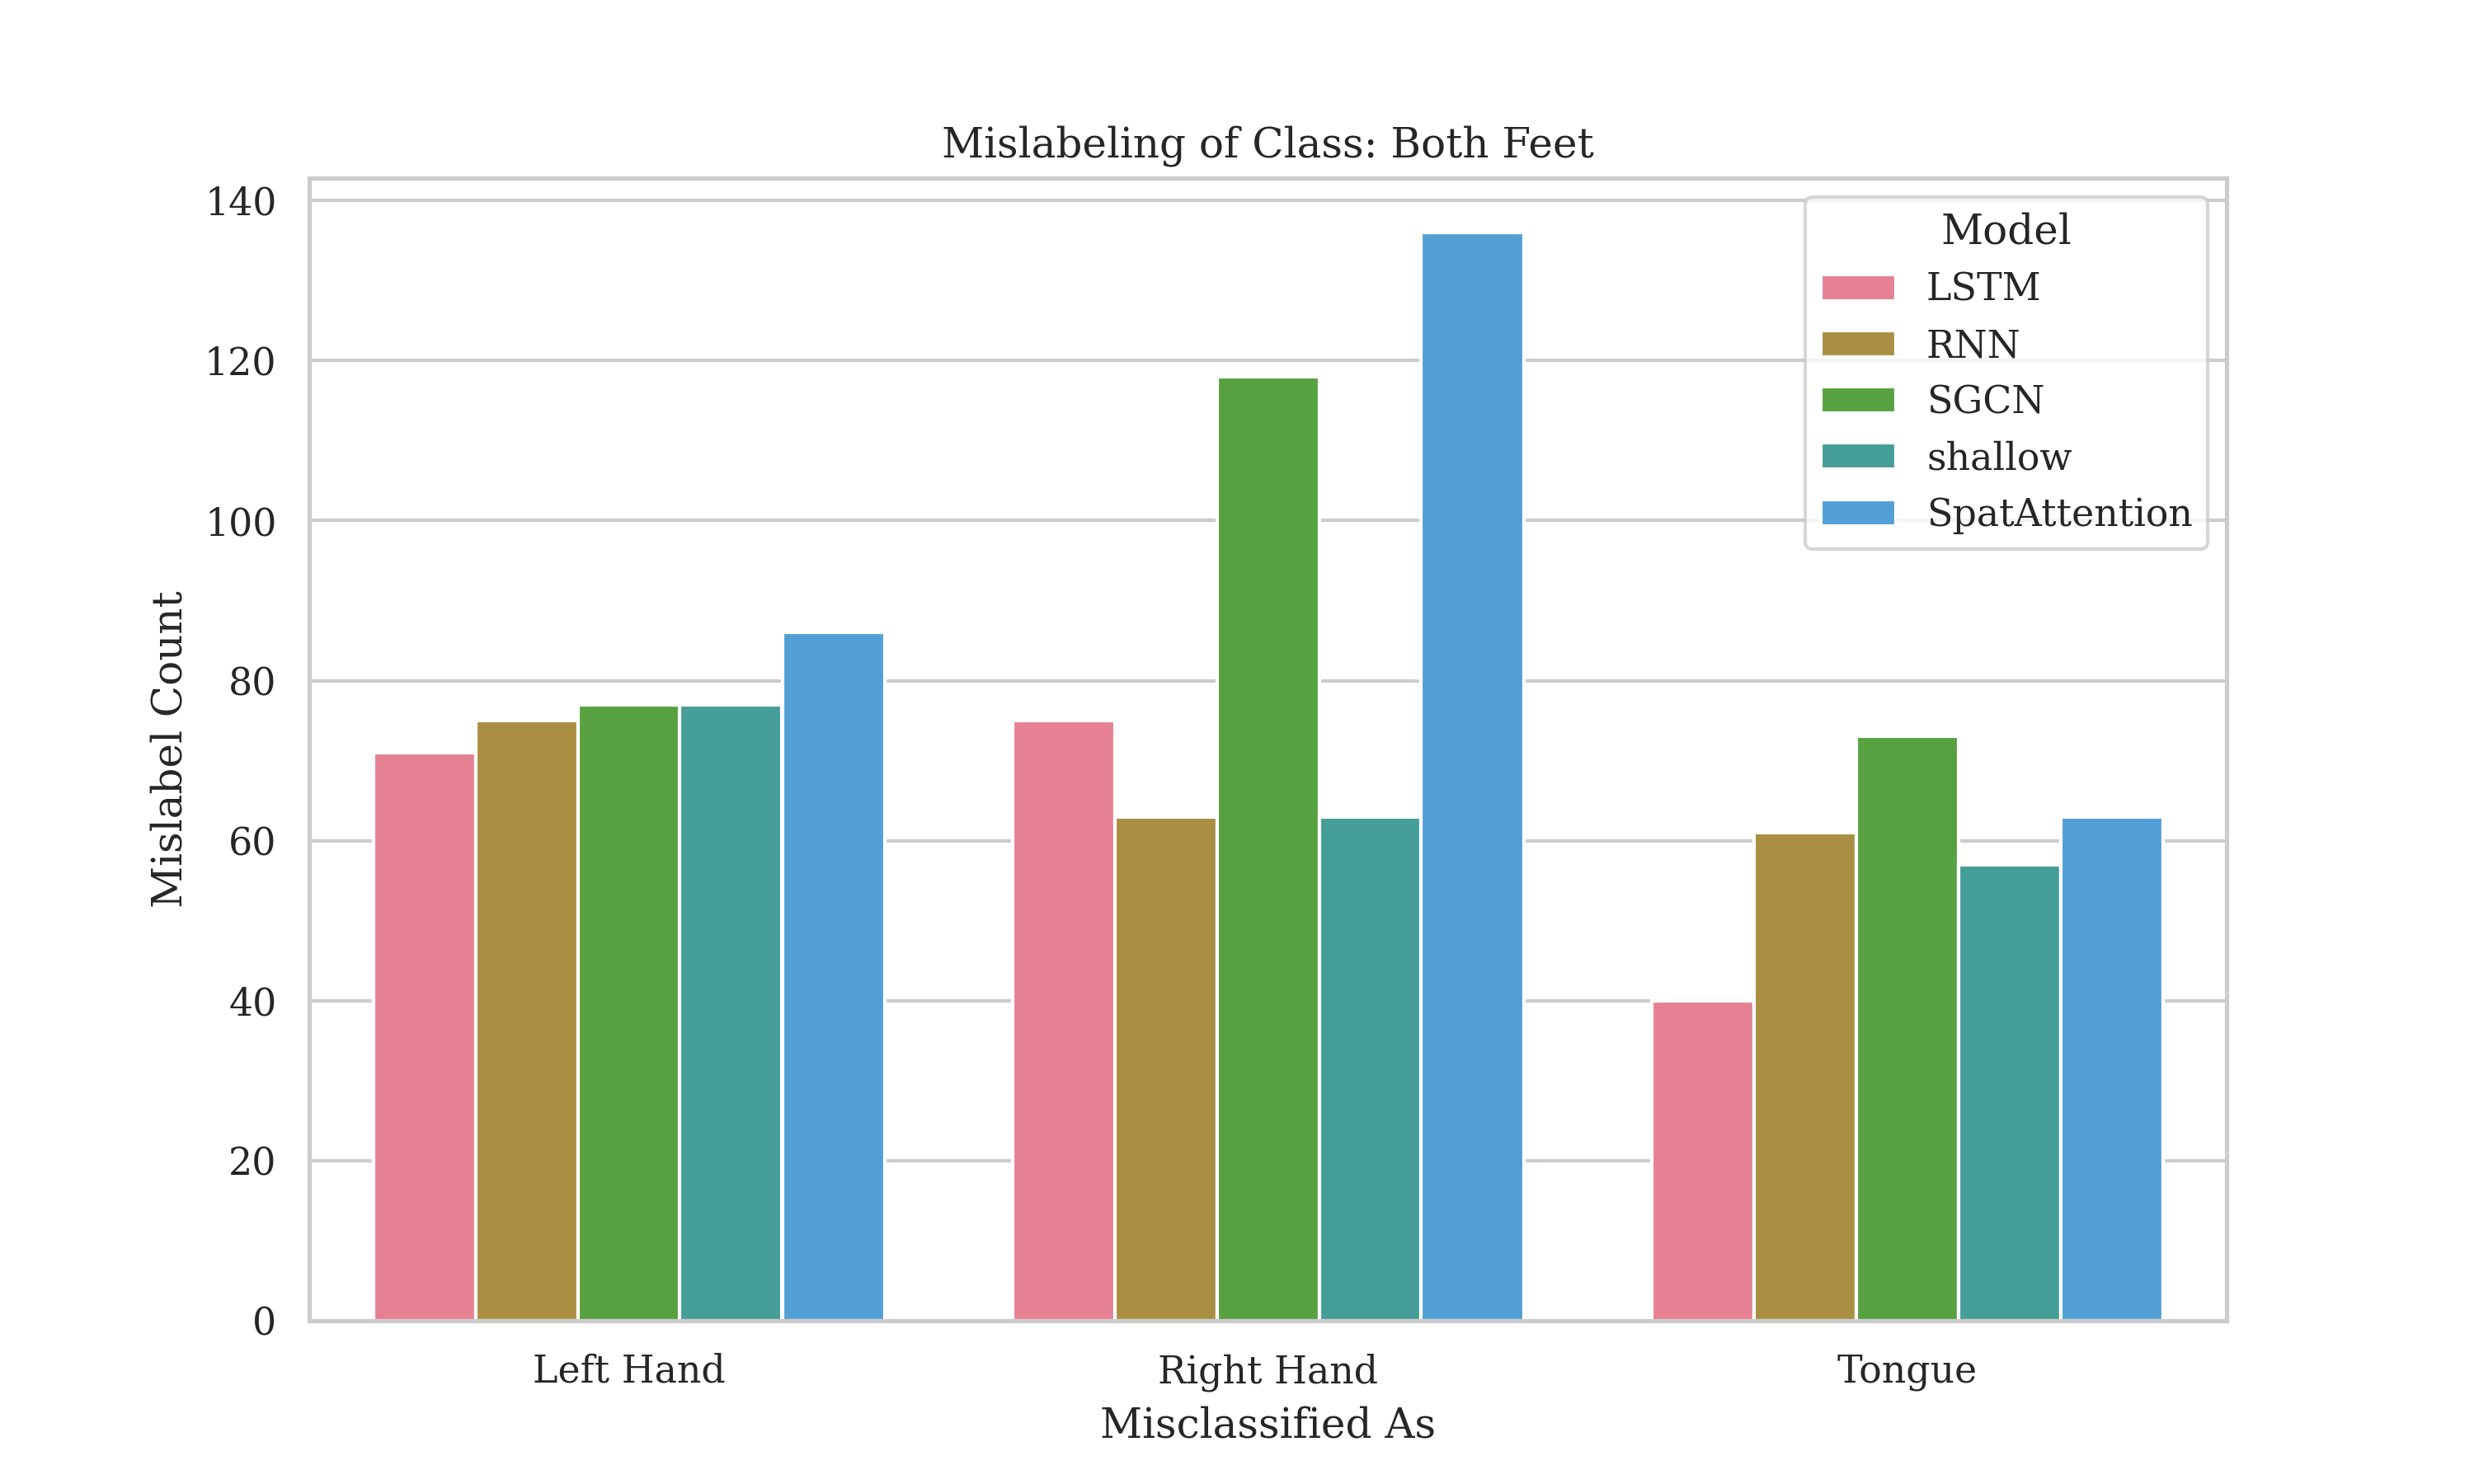 Mislabeling of Class: Both Feet
140
120
100
80
60
40
20
0
Mislabel Count
Model
LSTM
RNN
SGCN
shallow
SpatAttention
Left Hand
Right Hand
Tongue
Misclassified As